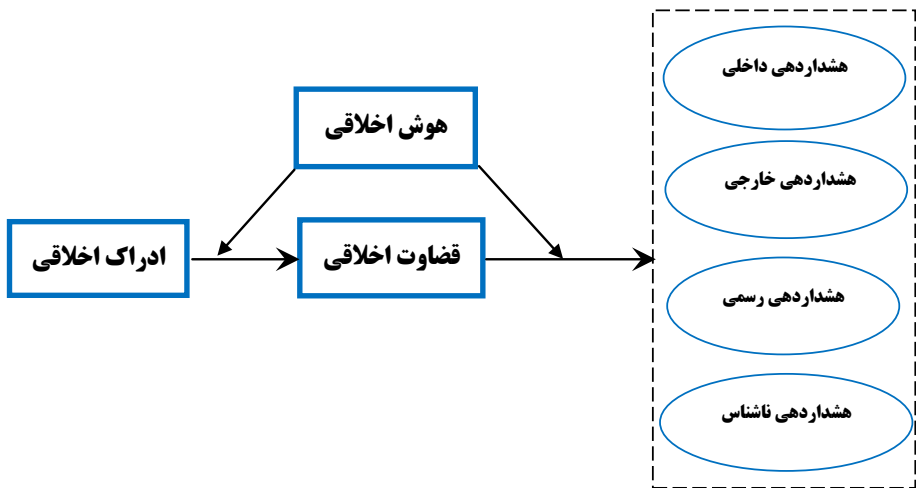 هشداردهی داخلی
هوش اخلاقی
هشداردهی خارجی
ادراک اخلاقی
قضاوت اخلاقی
هشداردهی رسمی
هشداردهی ناشناس